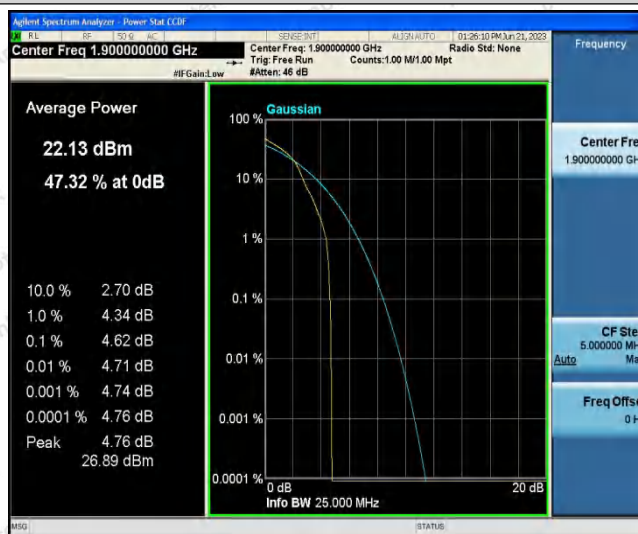 Agilent Spectrum Analyzer - Power Stat CCDF
RL RF 50 Ω AC SENSE:INT ALIGN AUTO 01:26:10 PM Jun 21, 2023
Center Freq 1.900000000 GHz
Center Freq: 1.900000000 GHz Radio Std: None
Trig: Free Run Counts:1.00 M/1.00 Mpt
#IFGain:Low #Atten: 46 dB
Frequency
Average Power
22.13 dBm
47.32 % at 0dB
10.0 % 2.70 dB
1.0 % 4.34 dB
0.1 % 4.62 dB
0.01 % 4.71 dB
0.001 % 4.74 dB
0.0001 % 4.76 dB
Peak 4.76 dB
26.89 dBm
Gaussian
100 %
10 %
1 %
0.1 %
0.01 %
0.001 %
0.0001 %
0 dB 20 dB
Info BW 25.000 MHz
Center Fre
1.900000000 GH
CF Ste
5.000000 MH
Auto Ma
Freq Offs
0 H
MSG STATUS